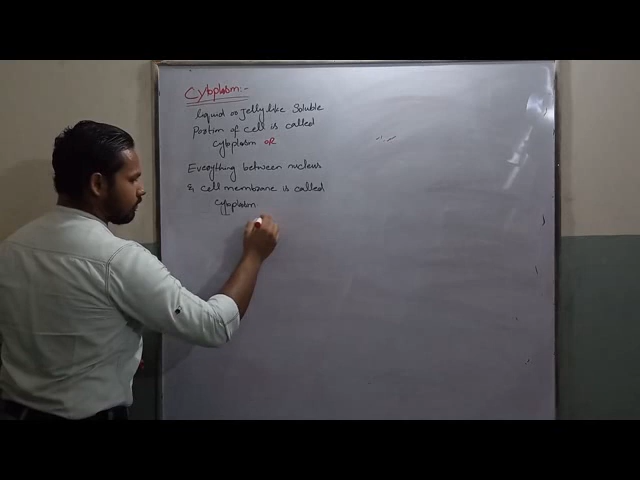 Cytoplasm:-
liquid or Jelly like Soluble
Portion of cell is called
cytoplasm OR
Everything between nucleus
& cell membrane is called
cytoplasm